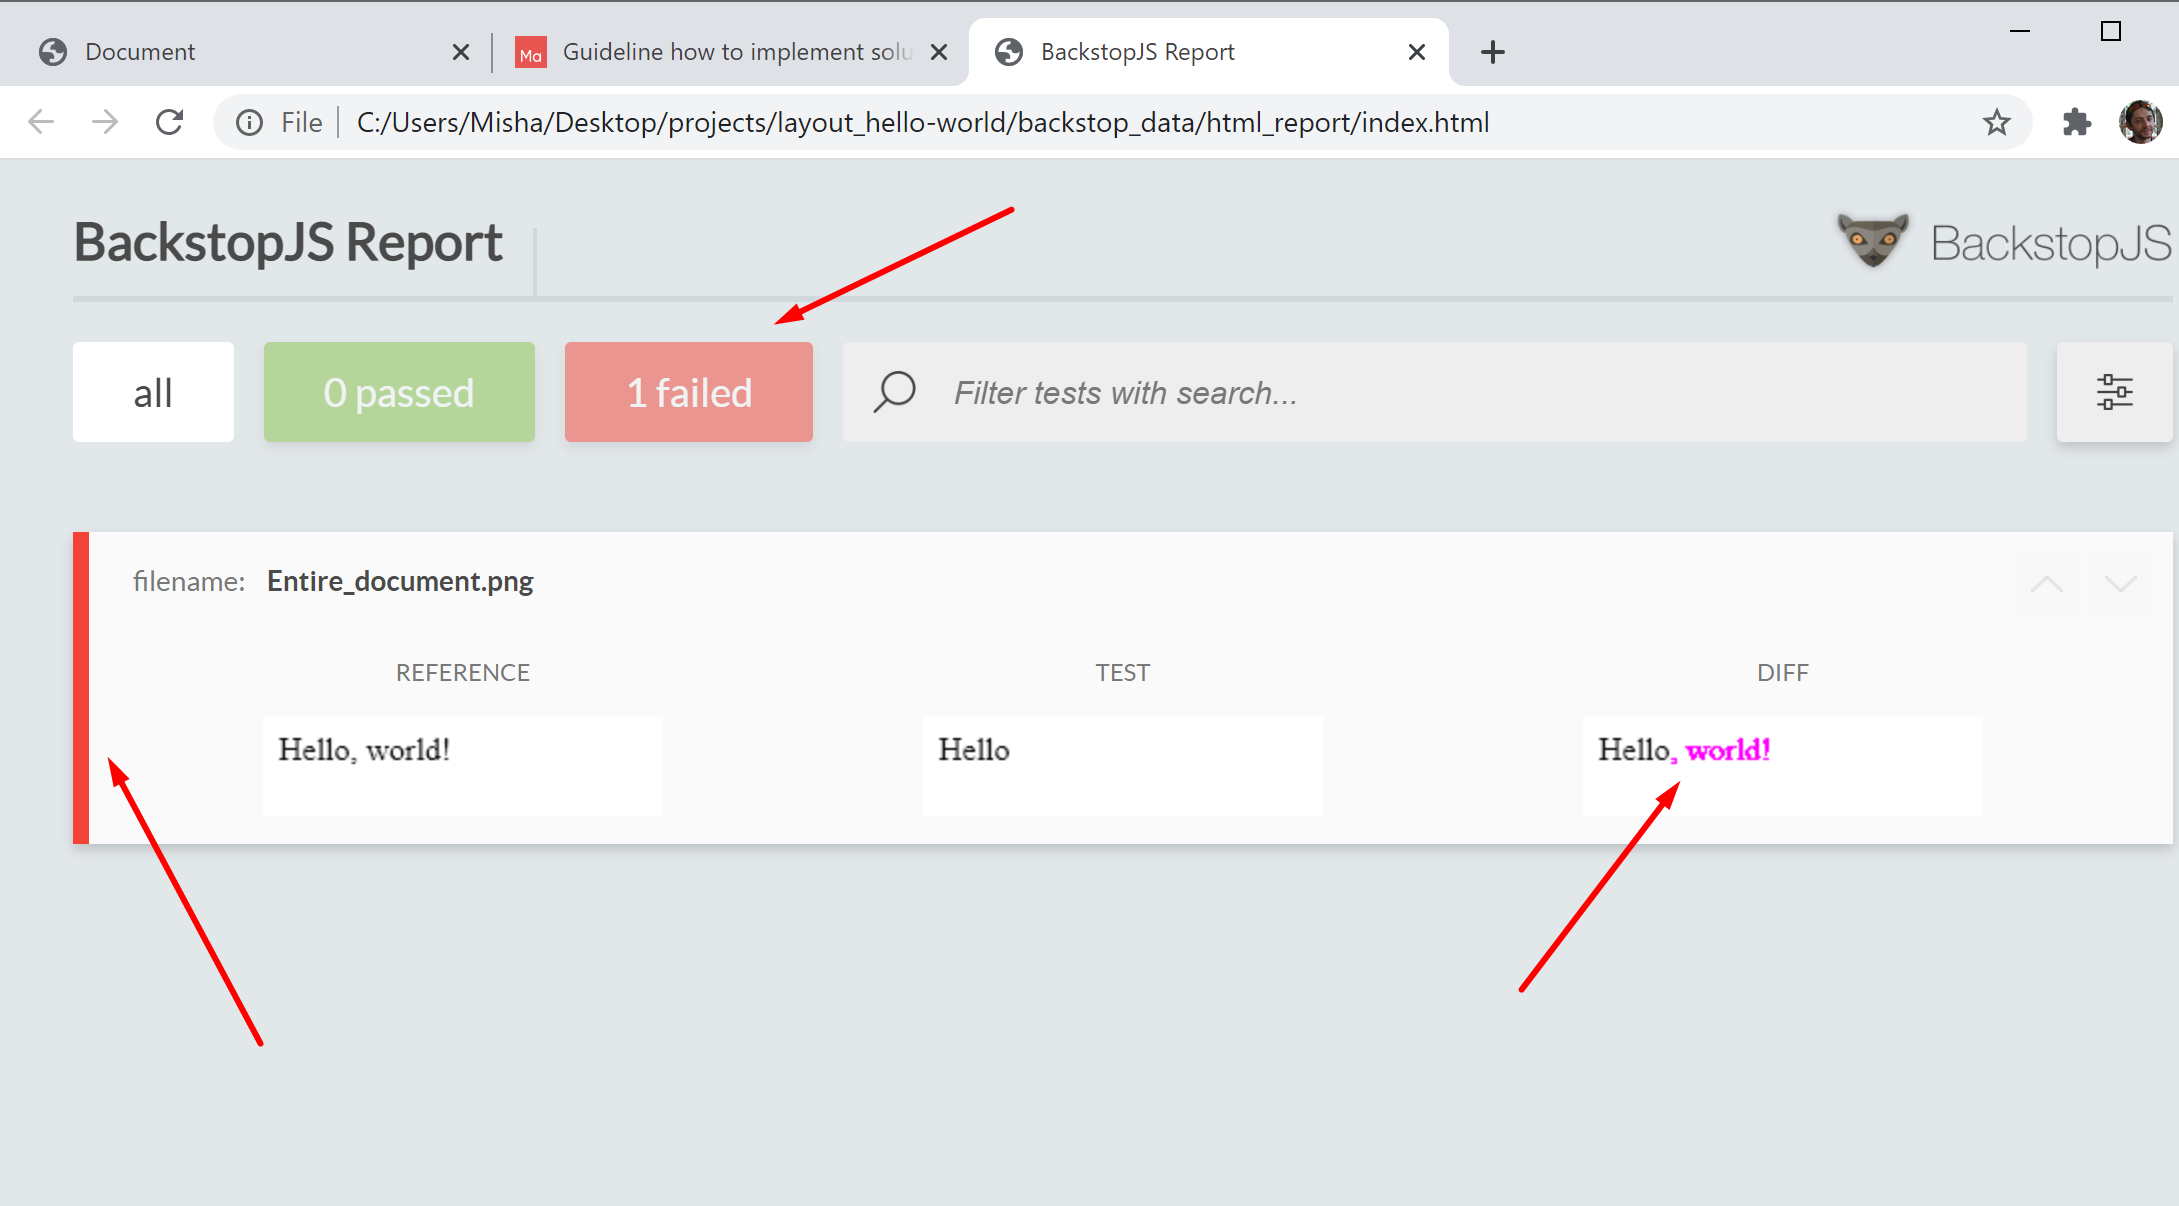 Document
Ma
Guideline how to implement solu
BackstopJS Report
File
C:/Users/Misha/Desktop/projects/layout_hello-world/backstop_data/html_report/index.html
BackstopJS Report
BackstopJS
all
0 passed
1 failed
Filter tests with search...
filename: Entire_document.png
REFERENCE
TEST
DIFF
Hello, world!
Hello
Hello, world!